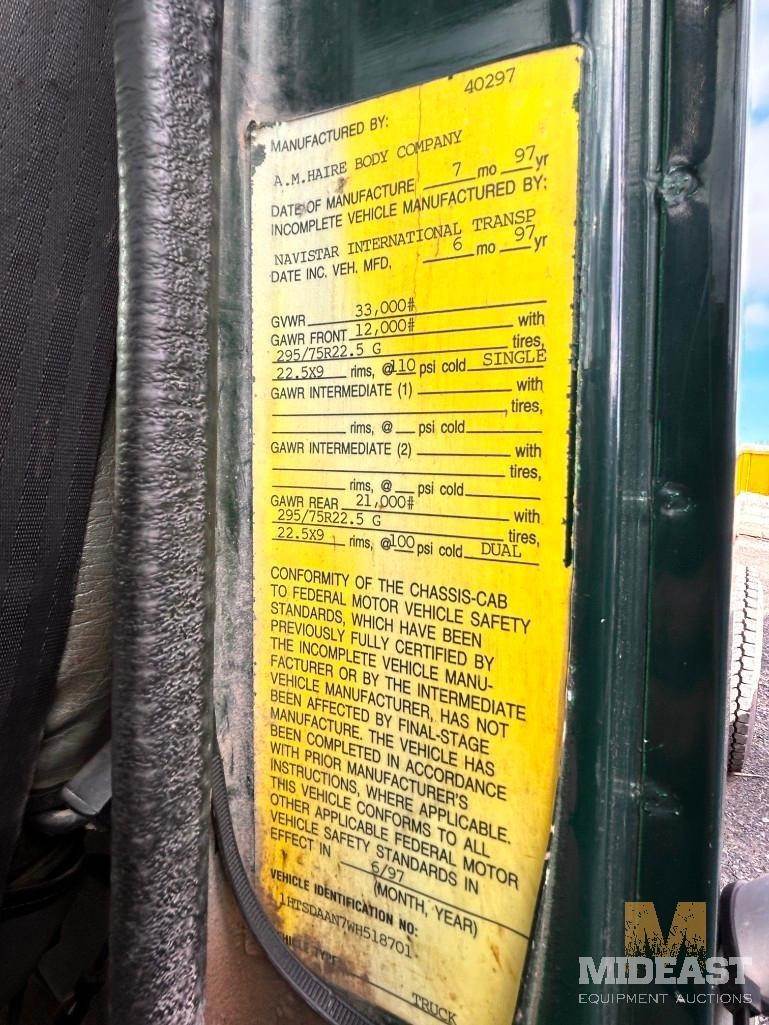 40297
MANUFACTURED BY:
A.M.HAIRE BODY COMPANY
DATE OF MANUFACTURE 7 mo 97 yr
INCOMPLETE VEHICLE MANUFACTURED BY:
NAVISTAR INTERNATIONAL TRANSP
DATE INC. VEH. MFD. 6 mo 97 yr
GVWR 33,000#
GAWR FRONT 12,000# with
295/75R22.5 G tires,
22.5X9 rims, @110 psi cold SINGLE
GAWR INTERMEDIATE (1) with
tires,
rims, @ psi cold
GAWR INTERMEDIATE (2) with
tires,
rims, @ psi cold
GAWR REAR 21,000# with
295/75R22.5 G tires,
22.5X9 rims, @100 psi cold DUAL
CONFORMITY OF THE CHASSIS-CAB
TO FEDERAL MOTOR VEHICLE SAFETY
STANDARDS, WHICH HAVE BEEN
PREVIOUSLY FULLY CERTIFIED BY
THE INCOMPLETE VEHICLE MANU-
FACTURER OR BY THE INTERMEDIATE
VEHICLE MANUFACTURER, HAS NOT
BEEN AFFECTED BY FINAL-STAGE
MANUFACTURE. THE VEHICLE HAS
BEEN COMPLETED IN ACCORDANCE
WITH PRIOR MANUFACTURER'S
INSTRUCTIONS, WHERE APPLICABLE.
THIS VEHICLE CONFORMS TO ALL
OTHER APPLICABLE FEDERAL MOTOR
VEHICLE SAFETY STANDARDS IN
EFFECT IN 6/97
(MONTH, YEAR)
VEHICLE IDENTIFICATION NO:
1HTSDAAN7WH518701
TYPE
TRUCK
M
MIDEAST
EQUIPMENT AUCTIONS